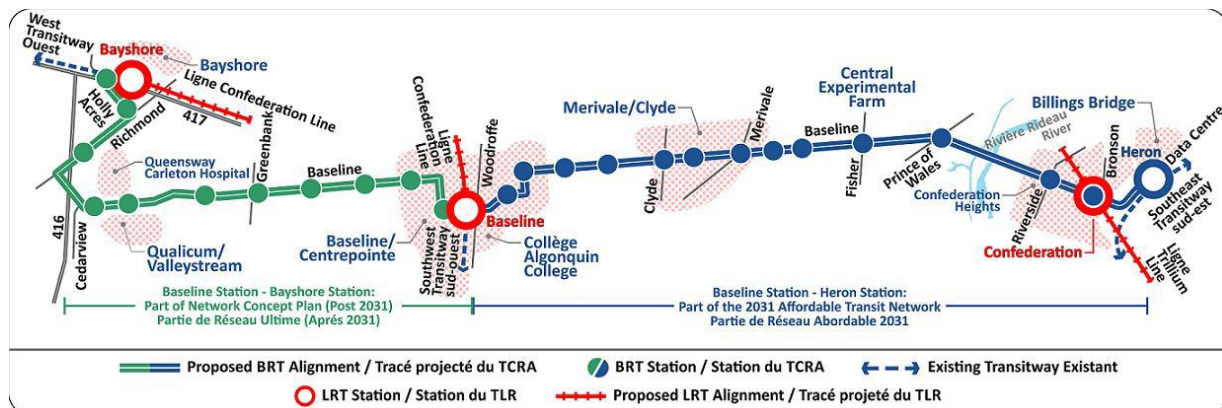 West
Transitway
Ouest
Bayshore
Bayshore
Holly
Acres
Richmond
417
Ligne Confederation Line
416
Cedarview
Queensway
Carleton Hospital
Qualicum/
Valleystream
Greenbank
Baseline
Baseline/
Centrepointe
Confederation
Line
Ligne
Southwest
Transitway
sud-ouest
Woodroffe
Baseline
Collège
Algonquin
College
Merivale/Clyde
Clyde
Merivale
Baseline
Central
Experimental
Farm
Fisher
Prince of
Wales
Rivière Rideau
River
Confederation
Heights
Riverside
Confederation
Bronson
Billings Bridge
Heron
Data Centre
Southeast
Transitway
sud-est
Ligne
Trillium
Line
Baseline Station - Bayshore Station:
Part of Network Concept Plan (Post 2031)
Partie de Réseau Ultime (Aprés 2031)
Baseline Station - Heron Station:
Part of the 2031 Affordable Transit Network
Partie de Réseau Abordable 2031
Proposed BRT Alignment / Tracé projecté du TCRA
BRT Station / Station du TCRA
Existing Transitway Existant
LRT Station / Station du TLR
Proposed LRT Alignment / Tracé projeté du TLR